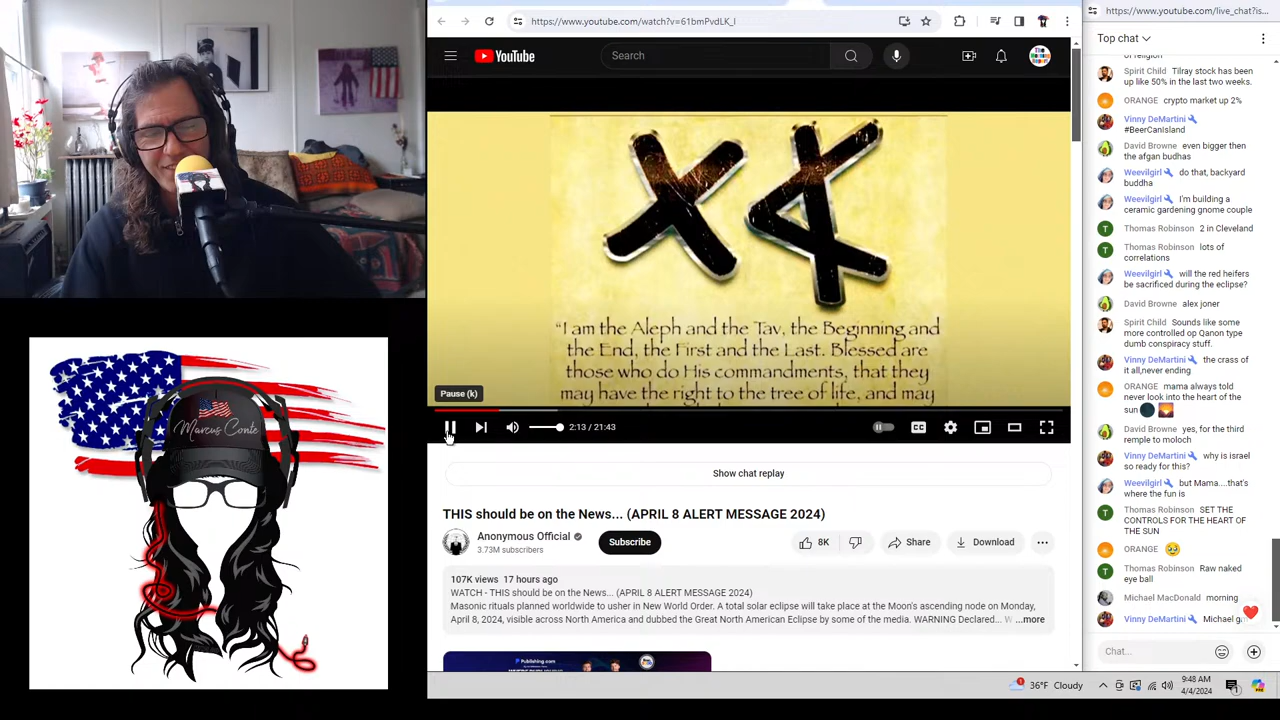 Marcus Conte
https://www.youtube.com/watch?v=61bmPvdLK_I
YouTube
Search
"I am the Aleph and the Tav, the Beginning and
the End, the First and the Last. Blessed are
those who do His commandments, that they
may have the right to the tree of life, and may
Pause (k)
2:13 / 21:43
CC
Show chat replay
THIS should be on the News... (APRIL 8 ALERT MESSAGE 2024)
Anonymous Official
3.73M subscribers
Subscribe
8K
Share
Download
107K views 17 hours ago
WATCH - THIS should be on the News... (APRIL 8 ALERT MESSAGE 2024)
Masonic rituals planned worldwide to usher in New World Order. A total solar eclipse will take place at the Moon's ascending node on Monday,
April 8, 2024, visible across North America and dubbed the Great North American Eclipse by some of the media. WARNING Declared... W ...more
Publishing.com
https://www.youtube.com/live_chat?is...
Top chat
of religion
Spirit Child Tilray stock has been
up like 50% in the last two weeks.
ORANGE crypto market up 2%
Vinny DeMartini
#BeerCanIsland
David Browne even bigger then
the afgan budhas
Weevilgirl do that, backyard
buddha
Weevilgirl I'm building a
ceramic gardening gnome couple
T Thomas Robinson 2 in Cleveland
T Thomas Robinson lots of
correlations
Weevilgirl will the red heifers
be sacrificed during the eclipse?
David Browne alex joner
Spirit Child Sounds like some
more controlled op Qanon type
dumb conspiracy stuff.
Vinny DeMartini the crass of
it all,never ending
ORANGE mama always told
never look into the heart of the
sun
David Browne yes, for the third
remple to moloch
Vinny DeMartini why is israel
so ready for this?
Weevilgirl but Mama....that's
where the fun is
T Thomas Robinson SET THE
CONTROLS FOR THE HEART OF
THE SUN
ORANGE
T Thomas Robinson Raw naked
eye ball
Michael MacDonald morning
Vinny DeMartini Michael
Chat...
36°F Cloudy
9:48 AM
4/4/2024